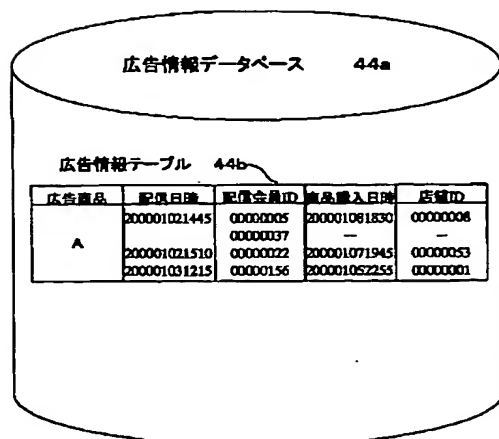 広告情報データベース 44a
広告情報テーブル 44b
広告商品 配信日時 配信会員ID 商品購入日時 店舗ID
A
200001021445 00000005 200001081830 00000008
00000037 — —
200001021510 00000022 200001071945 00000053
200001031215 00000156 200001052255 00000001